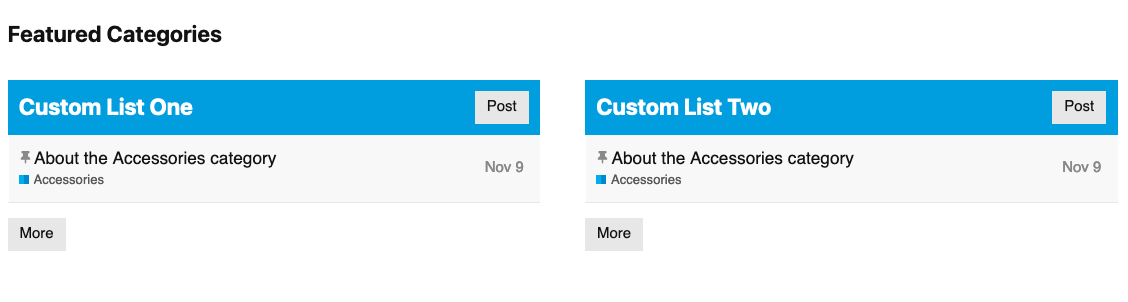 Featured Categories
Custom List One
Post
About the Accessories category
Nov 9
Accessories
More
Custom List Two
Post
About the Accessories category
Nov 9
Accessories
More